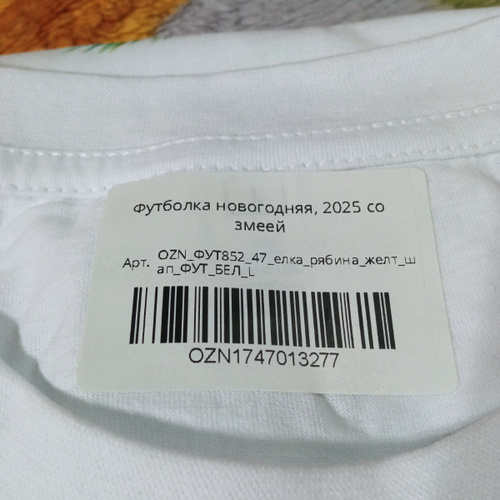 Футболка новогодняя, 2025 со
змеей
Арт. OZN_ФУТ852_47_елка_рябина_желт_ш
ап_ФУТ_БЕЛ_L
OZN1747013277